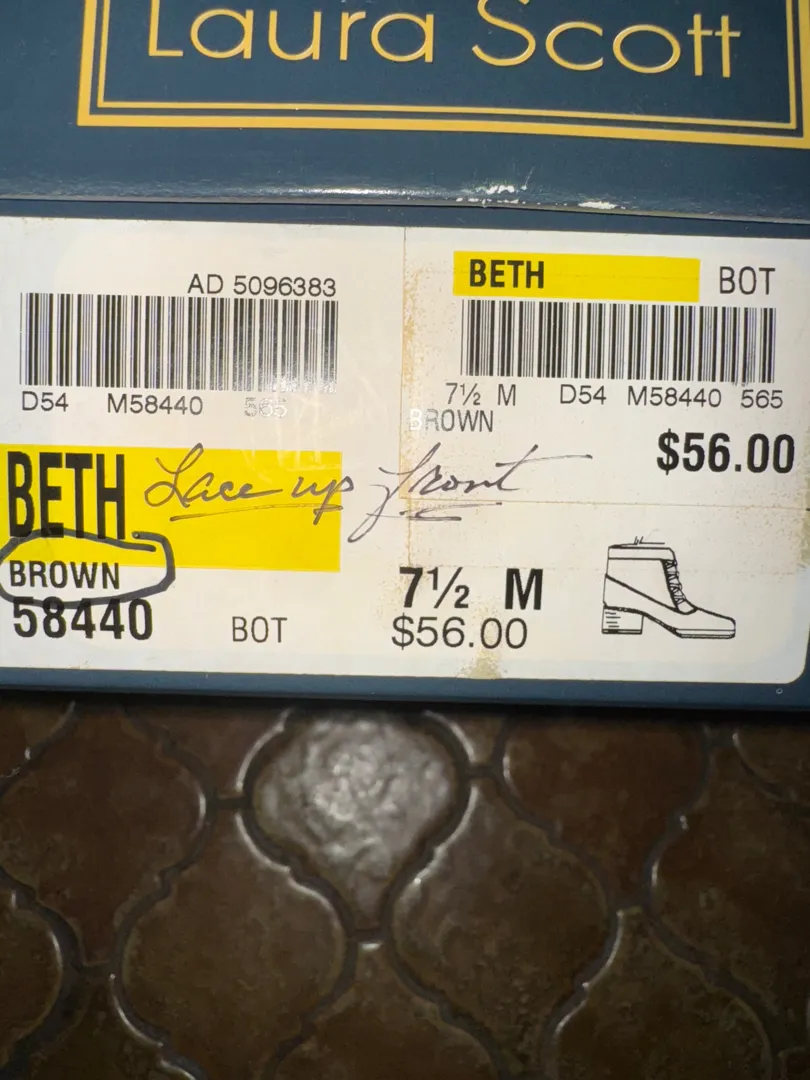 Laura Scott
AD 5096383
D54 M58440 565
BETH BOT
7½ M D54 M58440 565
BROWN
$56.00
BETH
Lace up front
BROWN
58440 BOT
7½ M
$56.00